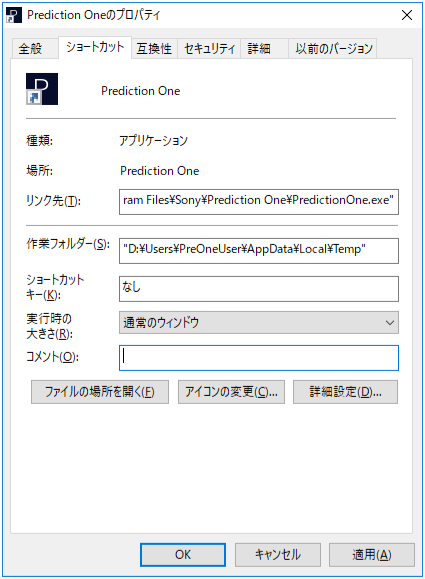 Prediction Oneのプロパティ
全般 ショートカット 互換性 セキュリティ 詳細 以前のバージョン
P
Prediction One
種類: アプリケーション
場所: Prediction One
リンク先(T): ram Files¥Sony¥Prediction One¥PredictionOne.exe"
作業フォルダー(S): "D:¥Users¥PreOneUser¥AppData¥Local¥Temp"
ショートカット
キー(K): なし
実行時の
大きさ(R): 通常のウィンドウ
コメント(O):
ファイルの場所を開く(F) アイコンの変更(C)... 詳細設定(D)...
OK キャンセル 適用(A)